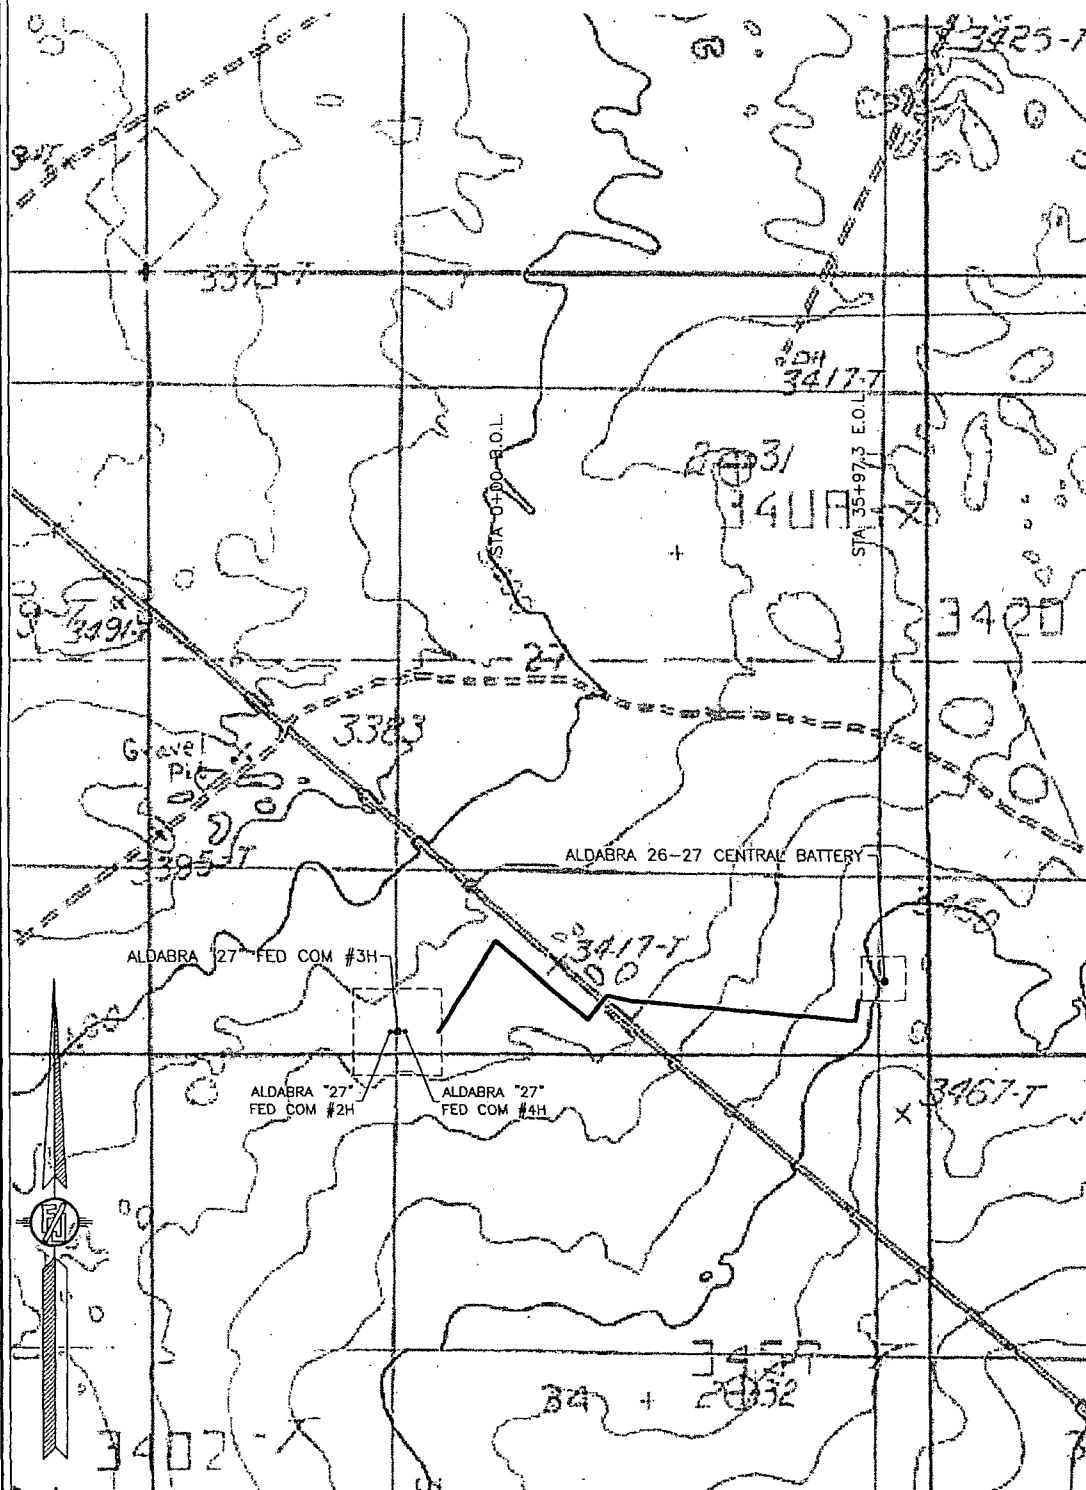 3425-T
3375-T
DH
3417-T
STA 0+00 B.O.L.
STA 35+97.3 E.O.L.
3420
27
3383
Gravel
Pit
3385-T
ALDABRA 26-27 CENTRAL BATTERY
3417-T
ALDABRA "27" FED COM #3H
ALDABRA "27"
FED COM #2H
ALDABRA "27"
FED COM #4H
3467-T
34
3402